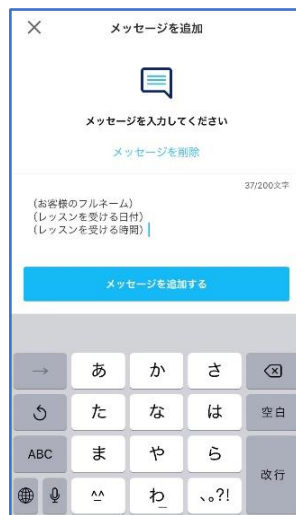 メッセージを追加
メッセージを入力してください
メッセージを削除
37/200文字
(お客様のフルネーム)
(レッスンを受ける日付)
(レッスンを受ける時間)
メッセージを追加する
→ あ か さ
た な は 空白
ABC ま や ら 改行
^^ わ_ 、。?!